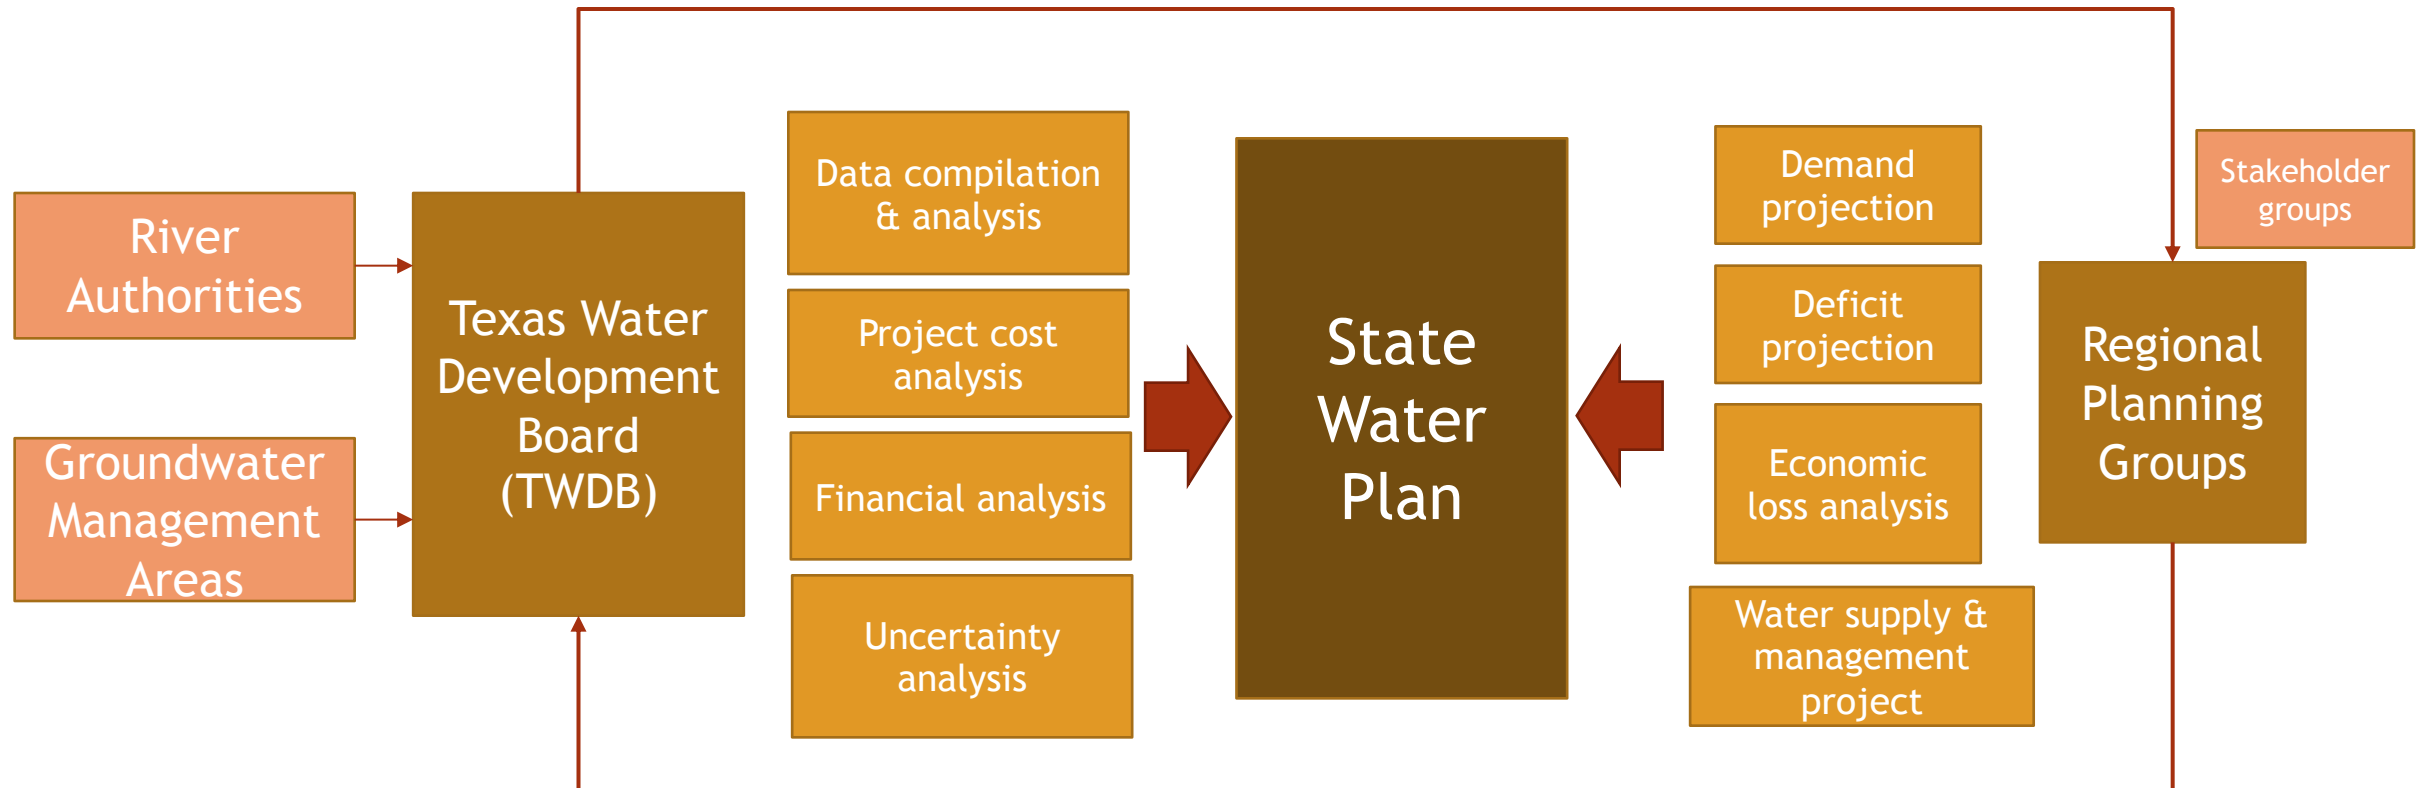 River
Authorities
Groundwater
Management
Areas
Texas Water
Development
Board
(TWDB)
Data compilation
& analysis
Project cost
analysis
Financial analysis
Uncertainty
analysis
State
Water
Plan
Demand
projection
Deficit
projection
Economic
loss analysis
Water supply &
management
project
Stakeholder
groups
Regional
Planning
Groups